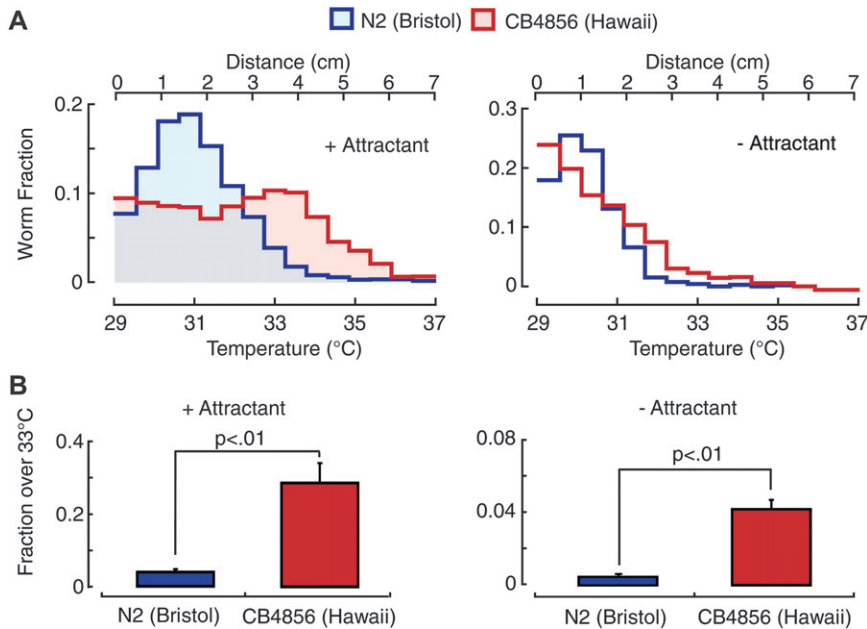 A
N2 (Bristol) CB4856 (Hawaii)
Distance (cm)
0 1 2 3 4 5 6 7
0.2
0.1
0
Worm Fraction
+ Attractant
29 31 33 35 37
Temperature (°C)
Distance (cm)
0 1 2 3 4 5 6 7
0.3
0.2
0.1
0
- Attractant
29 31 33 35 37
Temperature (°C)
B
+ Attractant
Fraction over 33°C
0.4
0.2
0
p<.01
N2 (Bristol) CB4856 (Hawaii)
- Attractant
0.08
0.04
0
p<.01
N2 (Bristol) CB4856 (Hawaii)